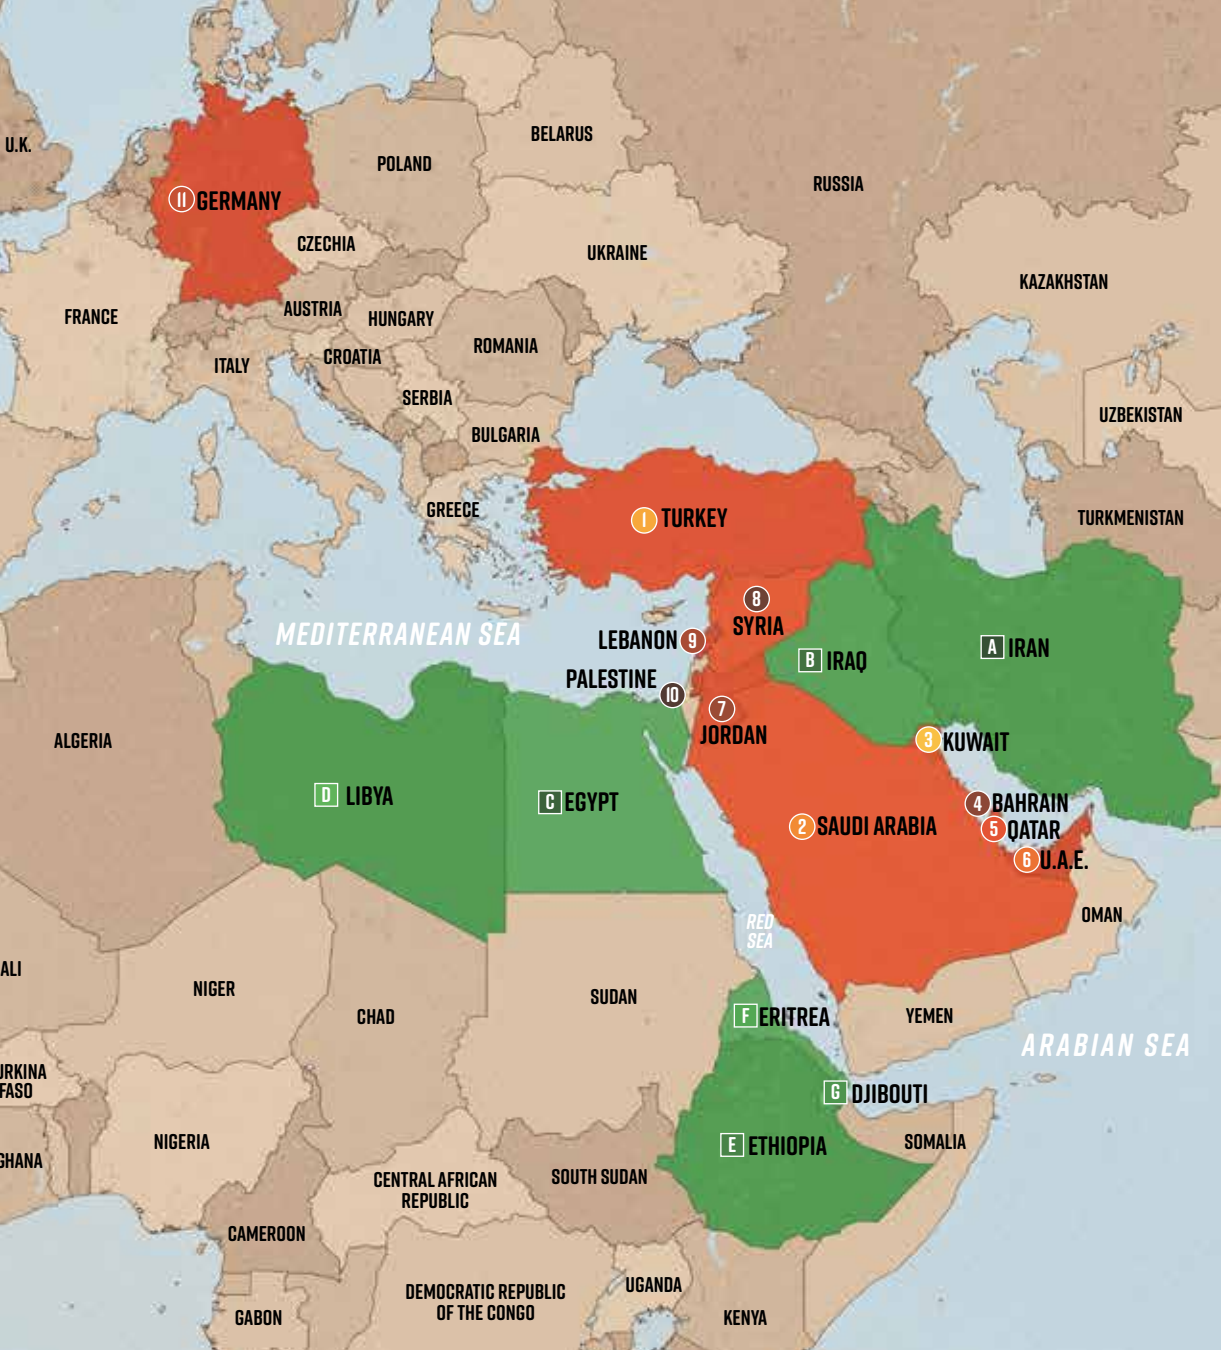 U.K.
BELARUS
POLAND
RUSSIA
11 GERMANY
CZECHIA
UKRAINE
KAZAKHSTAN
AUSTRIA
FRANCE
HUNGARY
ROMANIA
CROATIA
ITALY
SERBIA
UZBEKISTAN
BULGARIA
GREECE
1 TURKEY
TURKMENISTAN
8
SYRIA
MEDITERRANEAN SEA
LEBANON 9
A IRAN
B IRAQ
PALESTINE
10
7
JORDAN
ALGERIA
3 KUWAIT
D LIBYA
C EGYPT
4 BAHRAIN
2 SAUDI ARABIA
5 QATAR
6 U.A.E.
OMAN
RED
SEA
ALI
NIGER
SUDAN
CHAD
F ERITREA
YEMEN
ARABIAN SEA
URKINA
FASO
G DJIBOUTI
NIGERIA
E ETHIOPIA
SOMALIA
GHANA
SOUTH SUDAN
CENTRAL AFRICAN
REPUBLIC
CAMEROON
UGANDA
DEMOCRATIC REPUBLIC
OF THE CONGO
GABON
KENYA